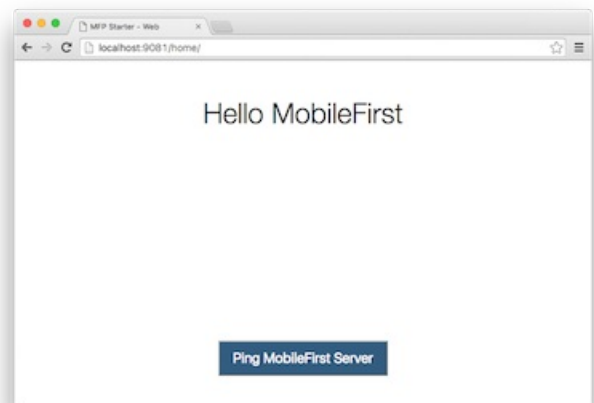 MFP Starter - Web
localhost:9081/home/
Hello MobileFirst
Ping MobileFirst Server